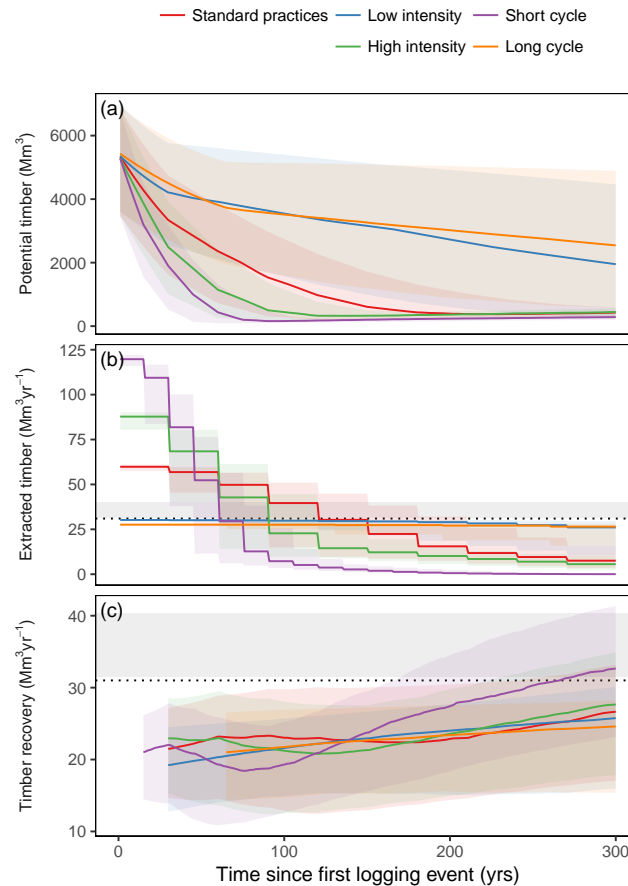 Standard practices Low intensity Short cycle
High intensity Long cycle
(a)
Potential timber (Mm³)
6000
4000
2000
0
(b)
Extracted timber (Mm³yr⁻¹)
125
100
75
50
25
0
(c)
Timber recovery (Mm³yr⁻¹)
40
30
20
10
0 100 200 300
Time since first logging event (yrs)